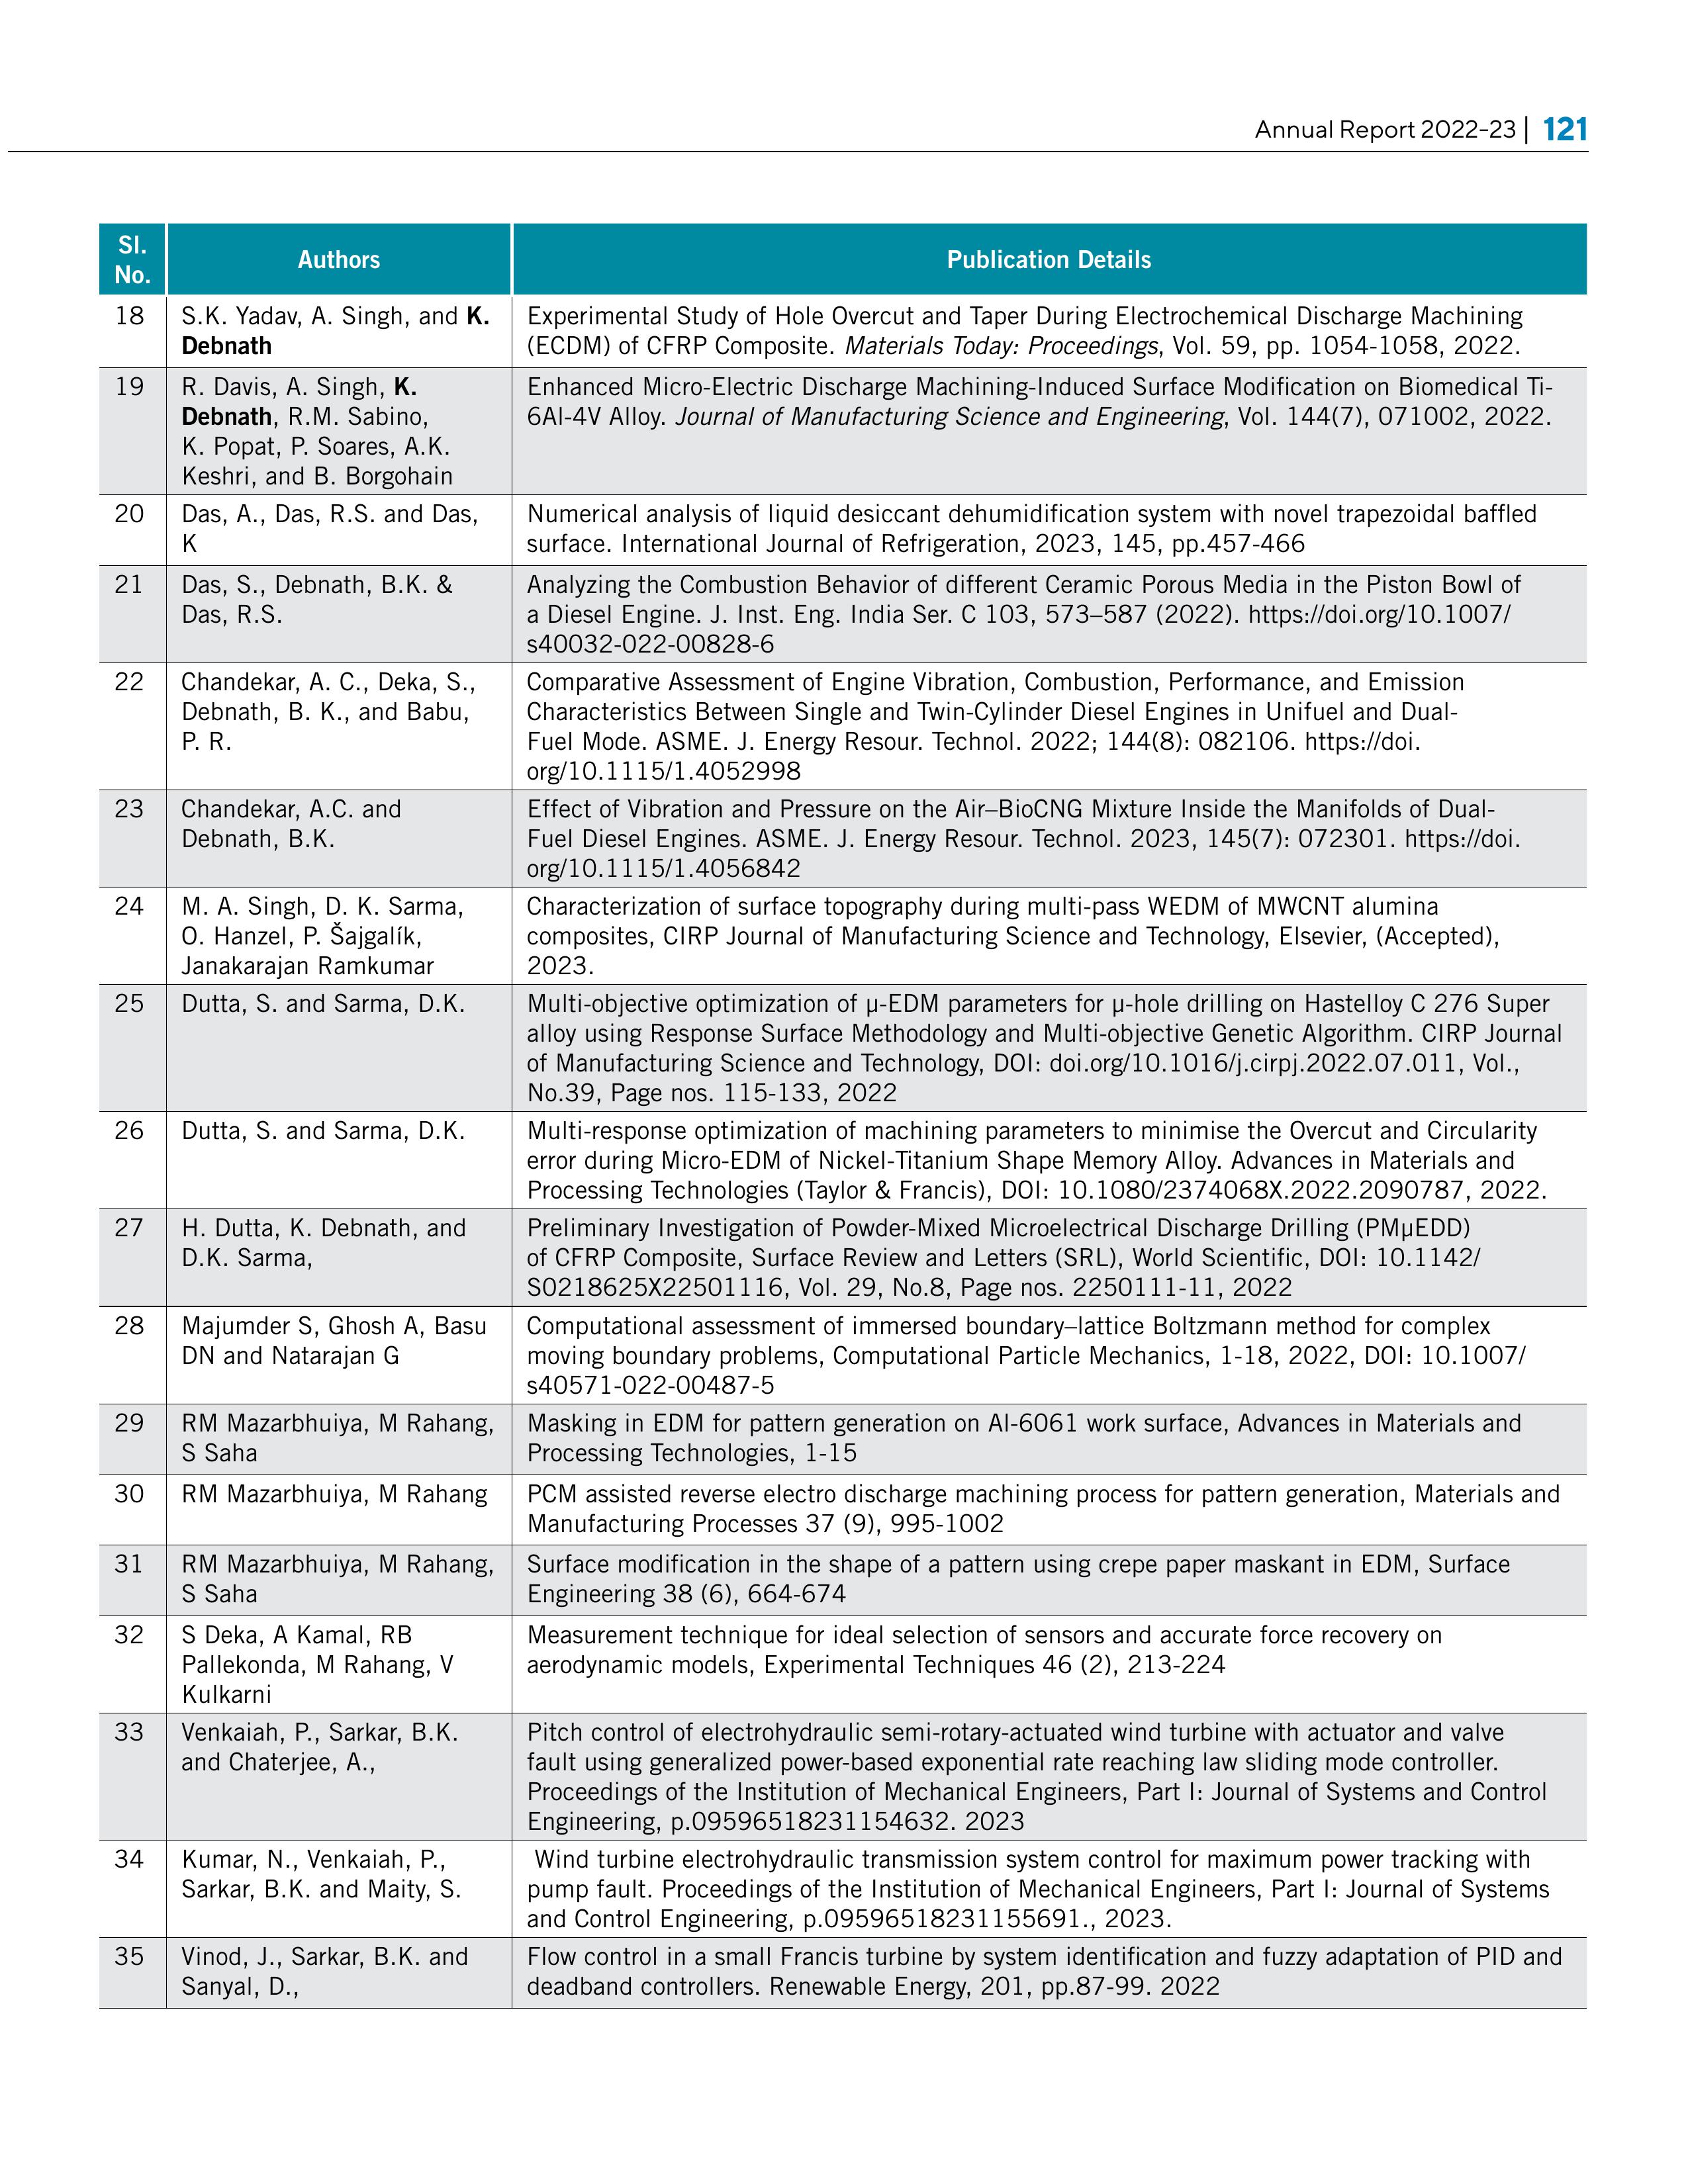 Annual Report 2022-23 | 121
Sl.
No.
Authors
Publication Details
18
S.K. Yadav, A. Singh, and K.
Debnath
Experimental Study of Hole Overcut and Taper During Electrochemical Discharge Machining
(ECDM) of CFRP Composite. Materials Today: Proceedings, Vol. 59, pp. 1054-1058, 2022.
19
R. Davis, A. Singh, K.
Debnath, R.M. Sabino,
K. Popat, P. Soares, A.K.
Keshri, and B. Borgohain
Enhanced Micro-Electric Discharge Machining-Induced Surface Modification on Biomedical Ti-
6Al-4V Alloy. Journal of Manufacturing Science and Engineering, Vol. 144(7), 071002, 2022.
20
Das, A., Das, R.S. and Das,
K
Numerical analysis of liquid desiccant dehumidification system with novel trapezoidal baffled
surface. International Journal of Refrigeration, 2023, 145, pp.457-466
21
Das, S., Debnath, B.K. &
Das, R.S.
Analyzing the Combustion Behavior of different Ceramic Porous Media in the Piston Bowl of
a Diesel Engine. J. Inst. Eng. India Ser. C 103, 573–587 (2022). https://doi.org/10.1007/
s40032-022-00828-6
22
Chandekar, A. C., Deka, S.,
Debnath, B. K., and Babu,
P. R.
Comparative Assessment of Engine Vibration, Combustion, Performance, and Emission
Characteristics Between Single and Twin-Cylinder Diesel Engines in Unifuel and Dual-
Fuel Mode. ASME. J. Energy Resour. Technol. 2022; 144(8): 082106. https://doi.
org/10.1115/1.4052998
23
Chandekar, A.C. and
Debnath, B.K.
Effect of Vibration and Pressure on the Air–BioCNG Mixture Inside the Manifolds of Dual-
Fuel Diesel Engines. ASME. J. Energy Resour. Technol. 2023, 145(7): 072301. https://doi.
org/10.1115/1.4056842
24
M. A. Singh, D. K. Sarma,
O. Hanzel, P. Šajgalík,
Janakarajan Ramkumar
Characterization of surface topography during multi-pass WEDM of MWCNT alumina
composites, CIRP Journal of Manufacturing Science and Technology, Elsevier, (Accepted),
2023.
25
Dutta, S. and Sarma, D.K.
Multi-objective optimization of μ-EDM parameters for μ-hole drilling on Hastelloy C 276 Super
alloy using Response Surface Methodology and Multi-objective Genetic Algorithm. CIRP Journal
of Manufacturing Science and Technology, DOI: doi.org/10.1016/j.cirpj.2022.07.011, Vol.,
No.39, Page nos. 115-133, 2022
26
Dutta, S. and Sarma, D.K.
Multi-response optimization of machining parameters to minimise the Overcut and Circularity
error during Micro-EDM of Nickel-Titanium Shape Memory Alloy. Advances in Materials and
Processing Technologies (Taylor & Francis), DOI: 10.1080/2374068X.2022.2090787, 2022.
27
H. Dutta, K. Debnath, and
D.K. Sarma,
Preliminary Investigation of Powder-Mixed Microelectrical Discharge Drilling (PMμEDD)
of CFRP Composite, Surface Review and Letters (SRL), World Scientific, DOI: 10.1142/
S0218625X22501116, Vol. 29, No.8, Page nos. 2250111-11, 2022
28
Majumder S, Ghosh A, Basu
DN and Natarajan G
Computational assessment of immersed boundary–lattice Boltzmann method for complex
moving boundary problems, Computational Particle Mechanics, 1-18, 2022, DOI: 10.1007/
s40571-022-00487-5
29
RM Mazarbhuiya, M Rahang,
S Saha
Masking in EDM for pattern generation on Al-6061 work surface, Advances in Materials and
Processing Technologies, 1-15
30
RM Mazarbhuiya, M Rahang
PCM assisted reverse electro discharge machining process for pattern generation, Materials and
Manufacturing Processes 37 (9), 995-1002
31
RM Mazarbhuiya, M Rahang,
S Saha
Surface modification in the shape of a pattern using crepe paper maskant in EDM, Surface
Engineering 38 (6), 664-674
32
S Deka, A Kamal, RB
Pallekonda, M Rahang, V
Kulkarni
Measurement technique for ideal selection of sensors and accurate force recovery on
aerodynamic models, Experimental Techniques 46 (2), 213-224
33
Venkaiah, P., Sarkar, B.K.
and Chaterjee, A.,
Pitch control of electrohydraulic semi-rotary-actuated wind turbine with actuator and valve
fault using generalized power-based exponential rate reaching law sliding mode controller.
Proceedings of the Institution of Mechanical Engineers, Part I: Journal of Systems and Control
Engineering, p.09596518231154632. 2023
34
Kumar, N., Venkaiah, P.,
Sarkar, B.K. and Maity, S.
Wind turbine electrohydraulic transmission system control for maximum power tracking with
pump fault. Proceedings of the Institution of Mechanical Engineers, Part I: Journal of Systems
and Control Engineering, p.09596518231155691., 2023.
35
Vinod, J., Sarkar, B.K. and
Sanyal, D.,
Flow control in a small Francis turbine by system identification and fuzzy adaptation of PID and
deadband controllers. Renewable Energy, 201, pp.87-99. 2022